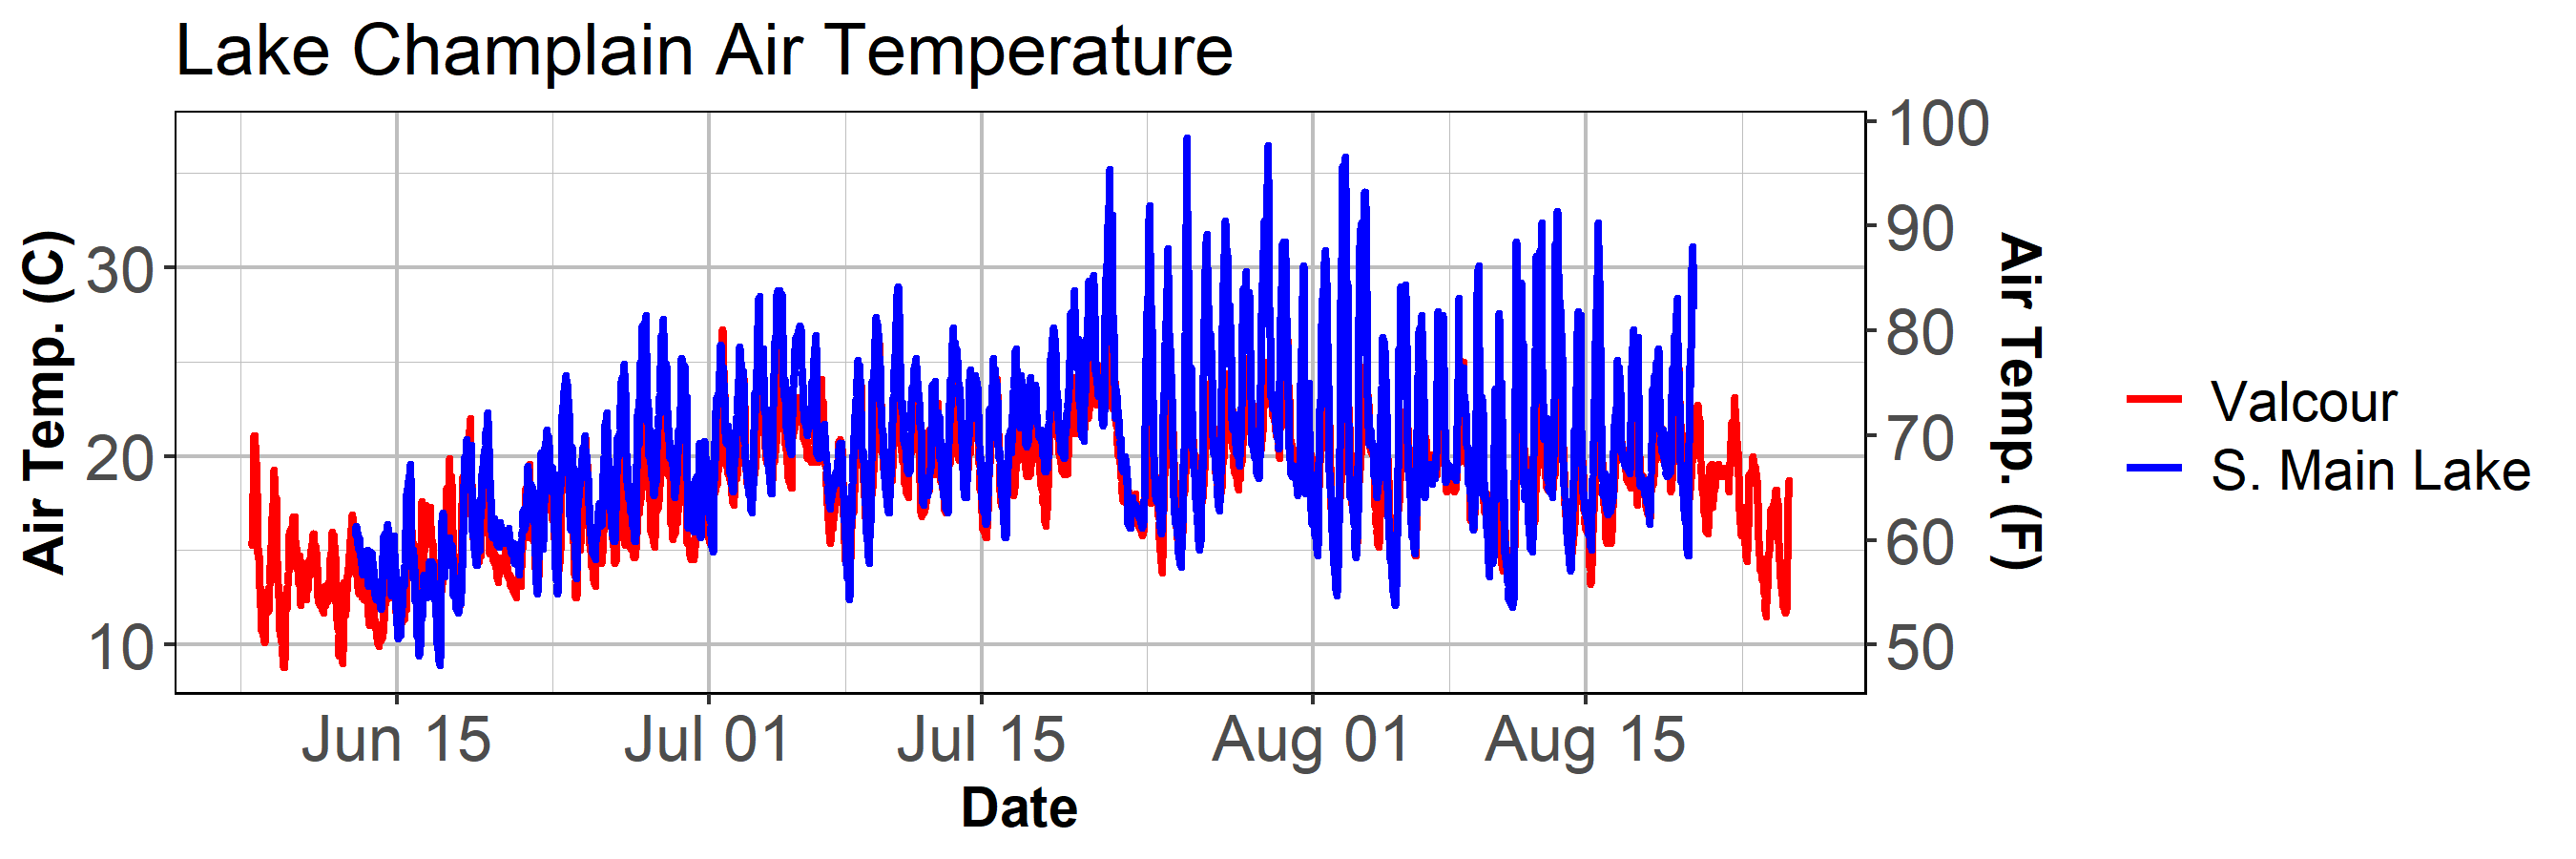 Lake Champlain Air Temperature
Air Temp. (C)
30
20
10
100
90
80
70
60
50
Air Temp. (F)
Jun 15
Jul 01
Jul 15
Aug 01
Aug 15
Date
Valcour
S. Main Lake